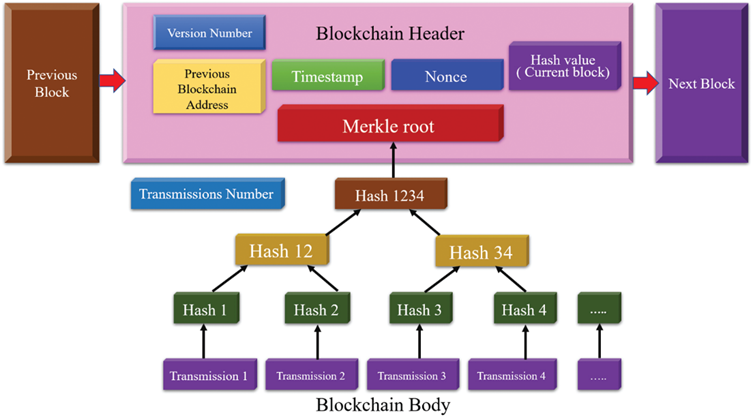 Version Number
Blockchain Header
Hash value
( Current block)
Previous
Block
Previous
Blockchain
Address
Timestamp
Nonce
Next Block
Merkle root
Transmissions Number
Hash 1234
Hash 12
Hash 34
Hash 1
Hash 2
Hash 3
Hash 4
.....
Transmission 1
Transmission 2
Transmission 3
Transmission 4
.....
Blockchain Body